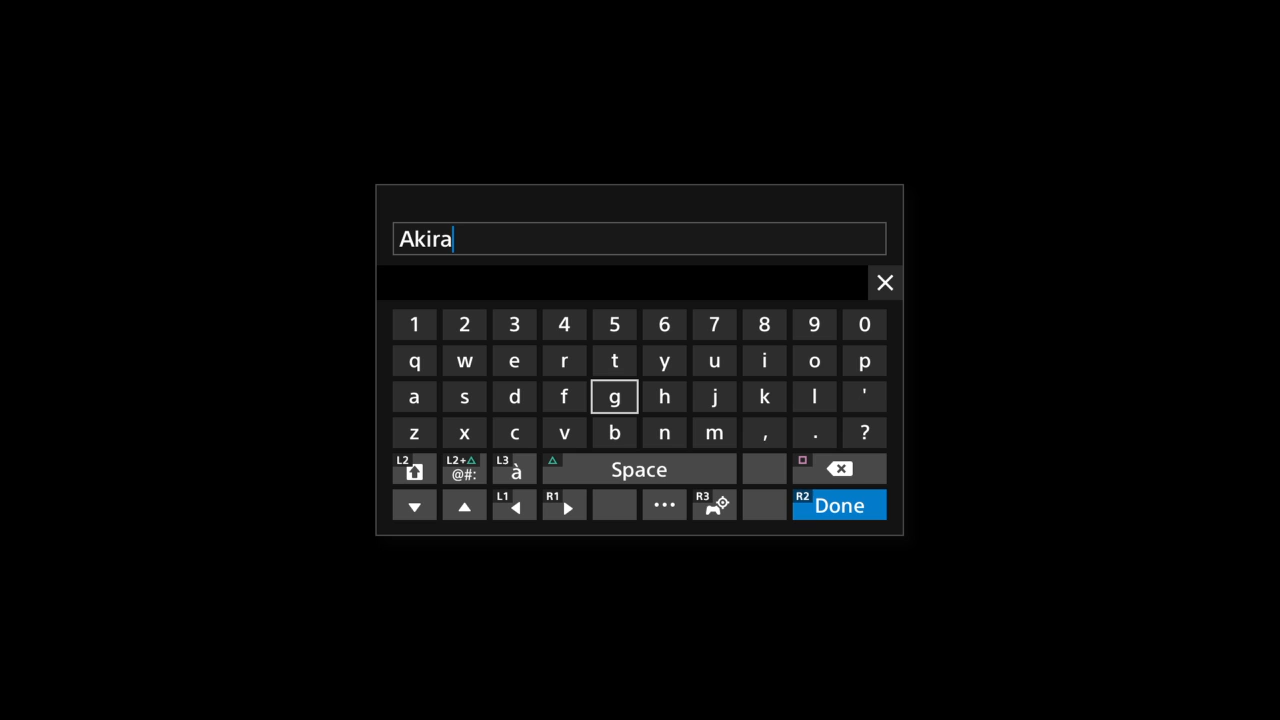 Akira
1 2 3 4 5 6 7 8 9 0
q w e r t y u i o p
a s d f g h j k l '
z x c v b n m , . ?
L2 L2+△ @#: L3 à △ Space
L1 R1 ... R3 R2 Done